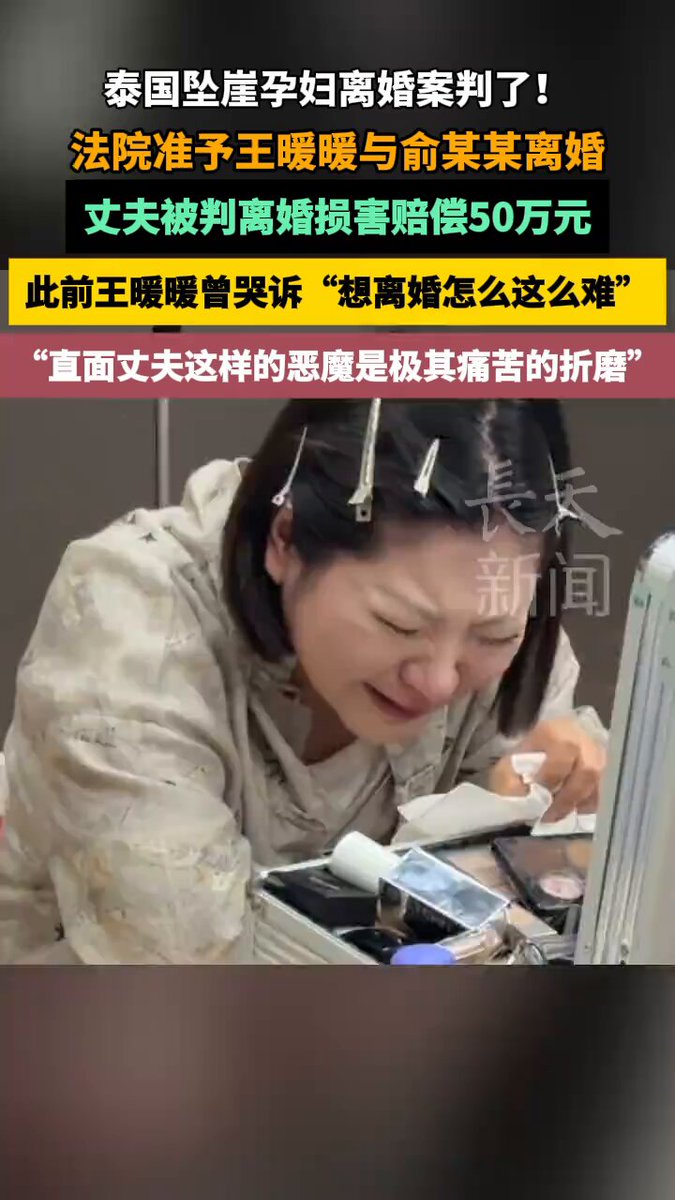 泰国坠崖孕妇离婚案判了！
法院准予王暖暖与俞某某离婚
丈夫被判离婚损害赔偿50万元
此前王暖暖曾哭诉“想离婚怎么这么难”
“直面丈夫这样的恶魔是极其痛苦的折磨”
長天
新闻